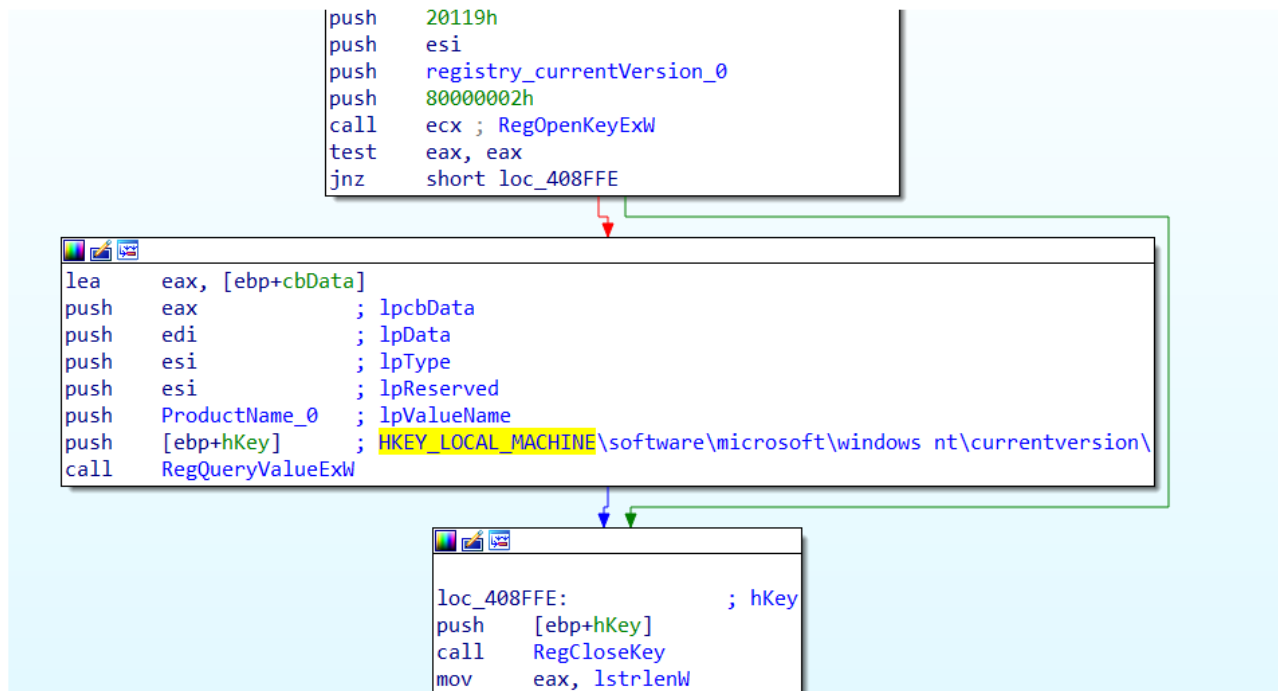 push    20119h
push    esi
push    registry_currentVersion_0
push    80000002h
call    ecx ; RegOpenKeyExW
test    eax, eax
jnz     short loc_408FFE
lea     eax, [ebp+cbData]
push    eax             ; lpcbData
push    edi             ; lpData
push    esi             ; lpType
push    esi             ; lpReserved
push    ProductName_0   ; lpValueName
push    [ebp+hKey]      ; HKEY_LOCAL_MACHINE\software\microsoft\windows nt\currentversion\
call    RegQueryValueExW
loc_408FFE:             ; hKey
push    [ebp+hKey]
call    RegCloseKey
mov     eax, lstrlenW